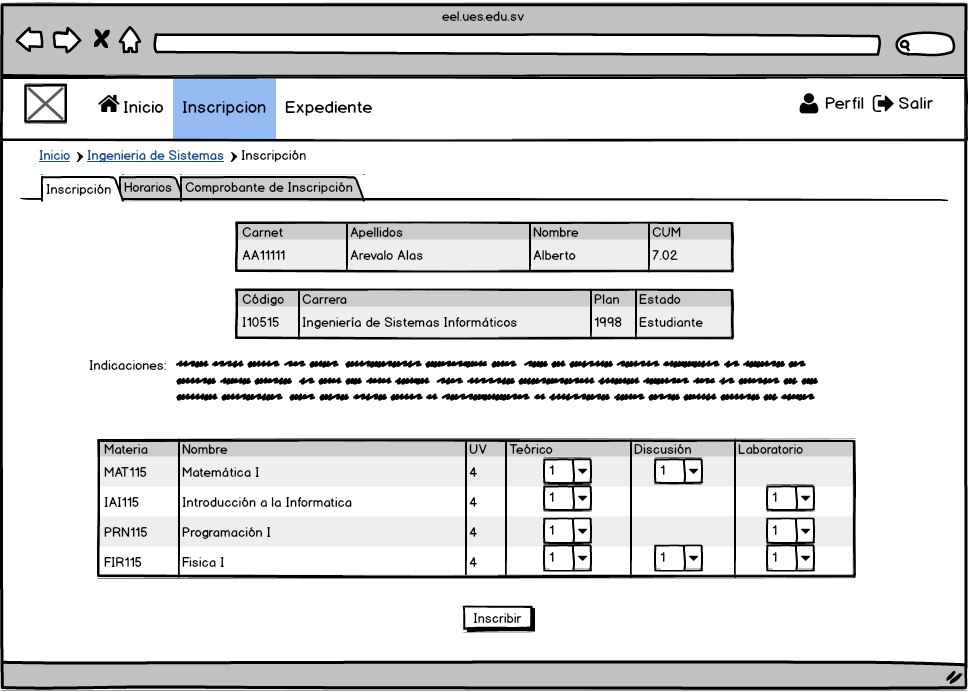 eel.ues.edu.sv
Inicio Inscripcion Expediente Perfil Salir
Inicio Ingenieria de Sistemas Inscripción
Inscripción Horarios Comprobante de Inscripción
Carnet Apellidos Nombre CUM
AA11111 Arevalo Alas Alberto 7.02
Código Carrera Plan Estado
I10515 Ingeniería de Sistemas Informáticos 1998 Estudiante
Indicaciones:
Materia Nombre UV Teórico Discusión Laboratorio
MAT115 Matemática I 4 1 1
IAI115 Introducción a la Informatica 4 1 1
PRN115 Programación I 4 1 1
FIR115 Fisica I 4 1 1 1
Inscribir